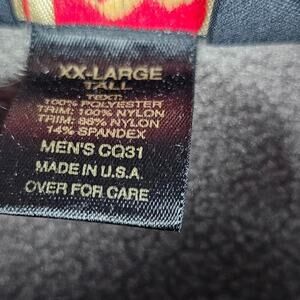 XX-LARGE
TALL
TEXT:
100% POLYESTER
TRIM: 100% NYLON
TRIM: 86% NYLON
14% SPANDEX
MEN'S CQ31
MADE IN U.S.A.
OVER FOR CARE